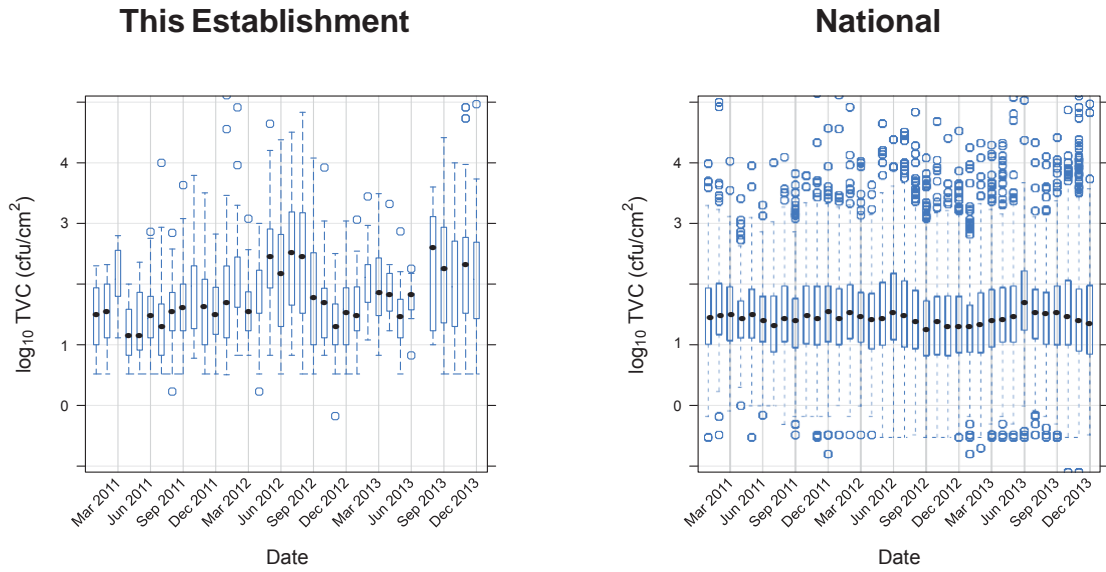 This Establishment
National
log10 TVC (cfu/cm2)
4
3
1
0
Mar 2011
Jun 2011
Sep 2011
Dec 2011
Mar 2012
Jun 2012
Sep 2012
Dec 2012
Mar 2013
Jun 2013
Sep 2013
Dec 2013
Date
log10 TVC (cfu/cm2)
4
3
1
0
Mar 2011
Jun 2011
Sep 2011
Dec 2011
Mar 2012
Jun 2012
Sep 2012
Dec 2012
Mar 2013
Jun 2013
Sep 2013
Dec 2013
Date